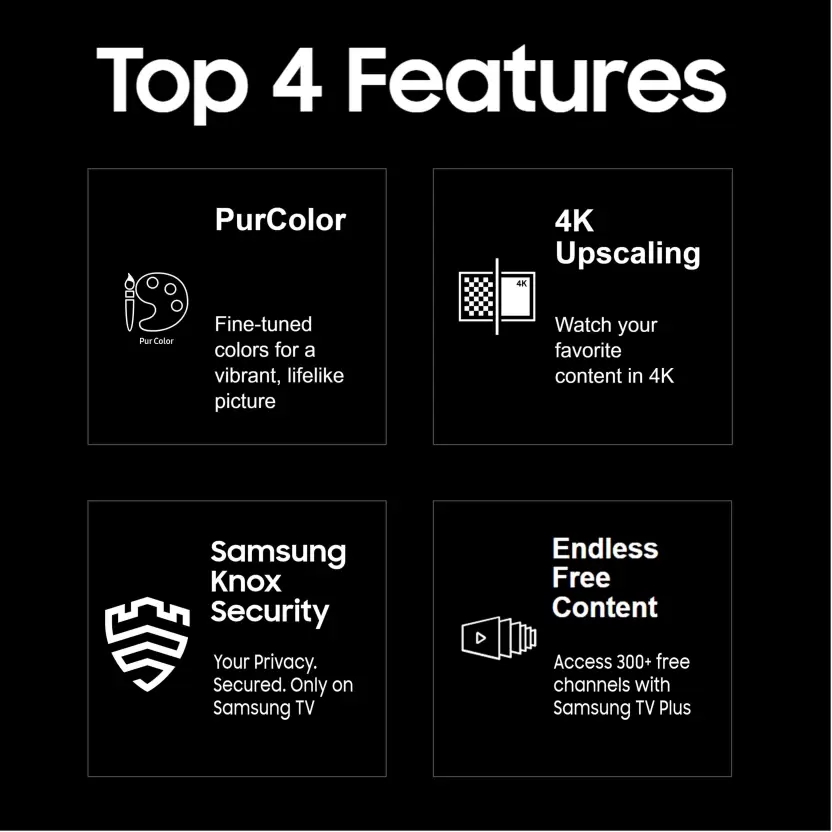 Top 4 Features
PurColor
Pur Color
Fine-tuned
colors for a
vibrant, lifelike
picture
4K
Upscaling
4K
Watch your
favorite
content in 4K
Samsung
Knox
Security
Your Privacy.
Secured. Only on
Samsung TV
Endless
Free
Content
Access 300+ free
channels with
Samsung TV Plus